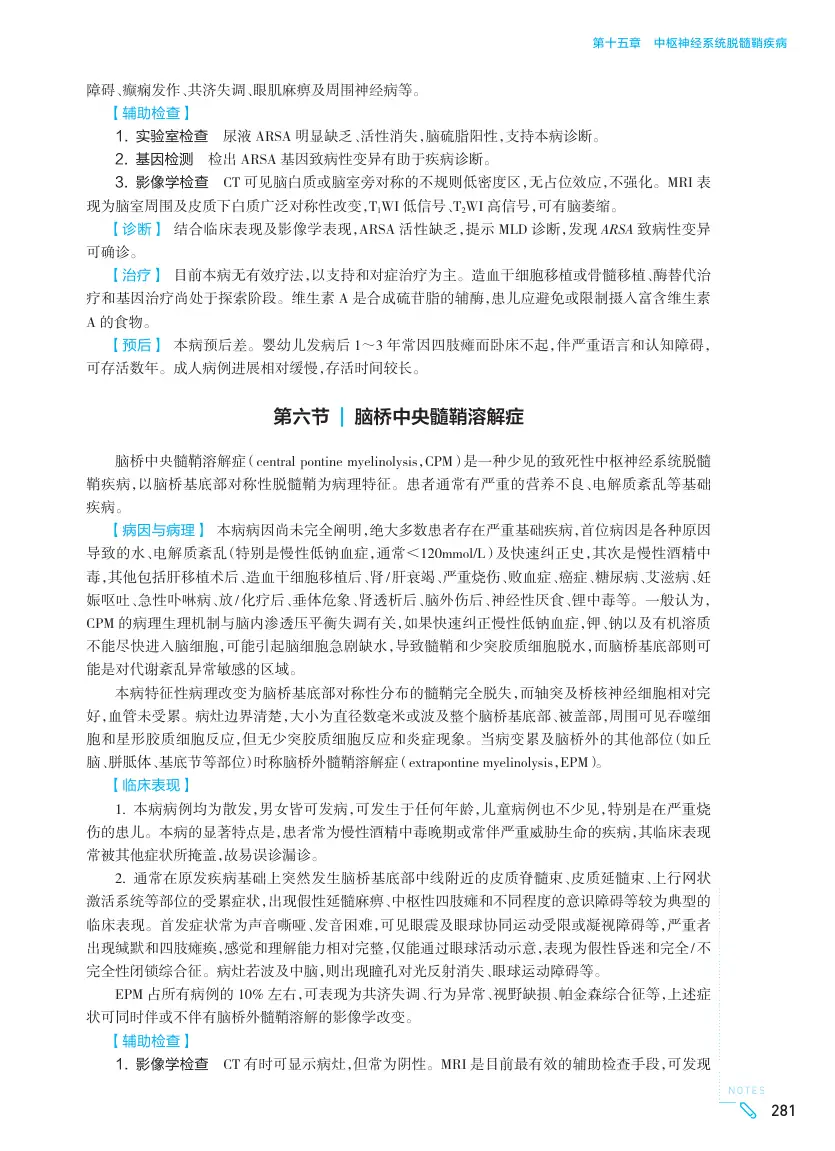 第十五章 中枢神经系统脱髓鞘疾病
障碍、癫痫发作、共济失调、眼肌麻痹及周围神经病等。
【辅助检查】
1. 实验室检查 尿液 ARSA 明显缺乏、活性消失,脑硫脂阳性,支持本病诊断。
2. 基因检测 检出 ARSA 基因致病性变异有助于疾病诊断。
3. 影像学检查 CT 可见脑白质或脑室旁对称的不规则低密度区,无占位效应,不强化。MRI 表
现为脑室周围及皮质下白质广泛对称性改变,T₁WI 低信号、T₂WI 高信号,可有脑萎缩。
【诊断】 结合临床表现及影像学表现,ARSA 活性缺乏,提示 MLD 诊断,发现 ARSA 致病性变异
可确诊。
【治疗】 目前本病无有效疗法,以支持和对症治疗为主。造血干细胞移植或骨髓移植、酶替代治
疗和基因治疗尚处于探索阶段。维生素 A 是合成硫苷脂的辅酶,患儿应避免或限制摄入富含维生素
A 的食物。
【预后】 本病预后差。婴幼儿发病后 1～3 年常因四肢瘫而卧床不起,伴严重语言和认知障碍,
可存活数年。成人病例进展相对缓慢,存活时间较长。
第六节 | 脑桥中央髓鞘溶解症
脑桥中央髓鞘溶解症(central pontine myelinolysis,CPM)是一种少见的致死性中枢神经系统脱髓
鞘疾病,以脑桥基底部对称性脱髓鞘为病理特征。患者通常有严重的营养不良、电解质紊乱等基础
疾病。
【病因与病理】 本病病因尚未完全阐明,绝大多数患者存在严重基础疾病,首位病因是各种原因
导致的水、电解质紊乱(特别是慢性低钠血症,通常＜120mmol/L)及快速纠正史,其次是慢性酒精中
毒,其他包括肝移植术后、造血干细胞移植后、肾/肝衰竭、严重烧伤、败血症、癌症、糖尿病、艾滋病、妊
娠呕吐、急性卟啉病、放/化疗后、垂体危象、肾透析后、脑外伤后、神经性厌食、锂中毒等。一般认为,
CPM 的病理生理机制与脑内渗透压平衡失调有关,如果快速纠正慢性低钠血症,钾、钠以及有机溶质
不能尽快进入脑细胞,可能引起脑细胞急剧缺水,导致髓鞘和少突胶质细胞脱水,而脑桥基底部则可
能是对代谢紊乱异常敏感的区域。
本病特征性病理改变为脑桥基底部对称性分布的髓鞘完全脱失,而轴突及桥核神经细胞相对完
好,血管未受累。病灶边界清楚,大小为直径数毫米或波及整个脑桥基底部、被盖部,周围可见吞噬细
胞和星形胶质细胞反应,但无少突胶质细胞反应和炎症现象。当病变累及脑桥外的其他部位(如丘
脑、胼胝体、基底节等部位)时称脑桥外髓鞘溶解症(extrapontine myelinolysis,EPM)。
【临床表现】
1. 本病病例均为散发,男女皆可发病,可发生于任何年龄,儿童病例也不少见,特别是在严重烧
伤的患儿。本病的显著特点是,患者常为慢性酒精中毒晚期或常伴严重威胁生命的疾病,其临床表现
常被其他症状所掩盖,故易误诊漏诊。
2. 通常在原发疾病基础上突然发生脑桥基底部中线附近的皮质脊髓束、皮质延髓束、上行网状
激活系统等部位的受累症状,出现假性延髓麻痹、中枢性四肢瘫和不同程度的意识障碍等较为典型的
临床表现。首发症状常为声音嘶哑、发音困难,可见眼震及眼球协同运动受限或凝视障碍等,严重者
出现缄默和四肢瘫痪,感觉和理解能力相对完整,仅能通过眼球活动示意,表现为假性昏迷和完全/不
完全性闭锁综合征。病灶若波及中脑,则出现瞳孔对光反射消失、眼球运动障碍等。
EPM 占所有病例的 10% 左右,可表现为共济失调、行为异常、视野缺损、帕金森综合征等,上述症
状可同时伴或不伴有脑桥外髓鞘溶解的影像学改变。
【辅助检查】
1. 影像学检查 CT 有时可显示病灶,但常为阴性。MRI 是目前最有效的辅助检查手段,可发现
NOTES
281